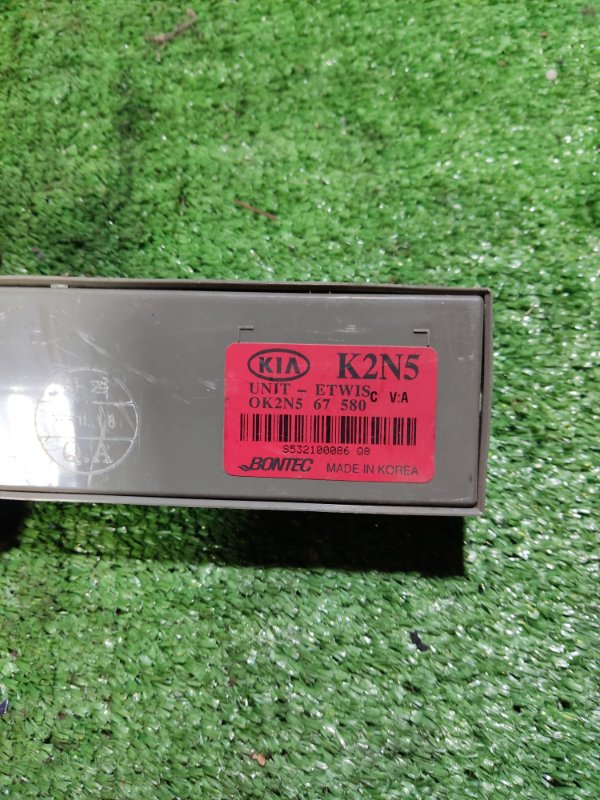 KIA K2N5
UNIT - ETWIS C V:A
OK2N5 67 580
S532100086 08
BONTEC MADE IN KOREA
Q.A